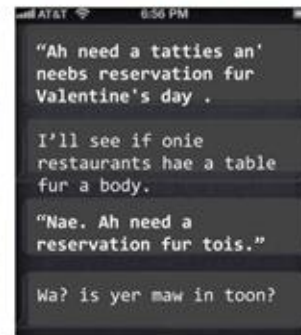 AT&T 6:56 PM
“Ah need a tatties an'
neebs reservation fur
Valentine's day .
I’ll see if onie
restaurants hae a table
fur a body.
“Nae. Ah need a
reservation fur tois.”
Wa? is yer maw in toon?